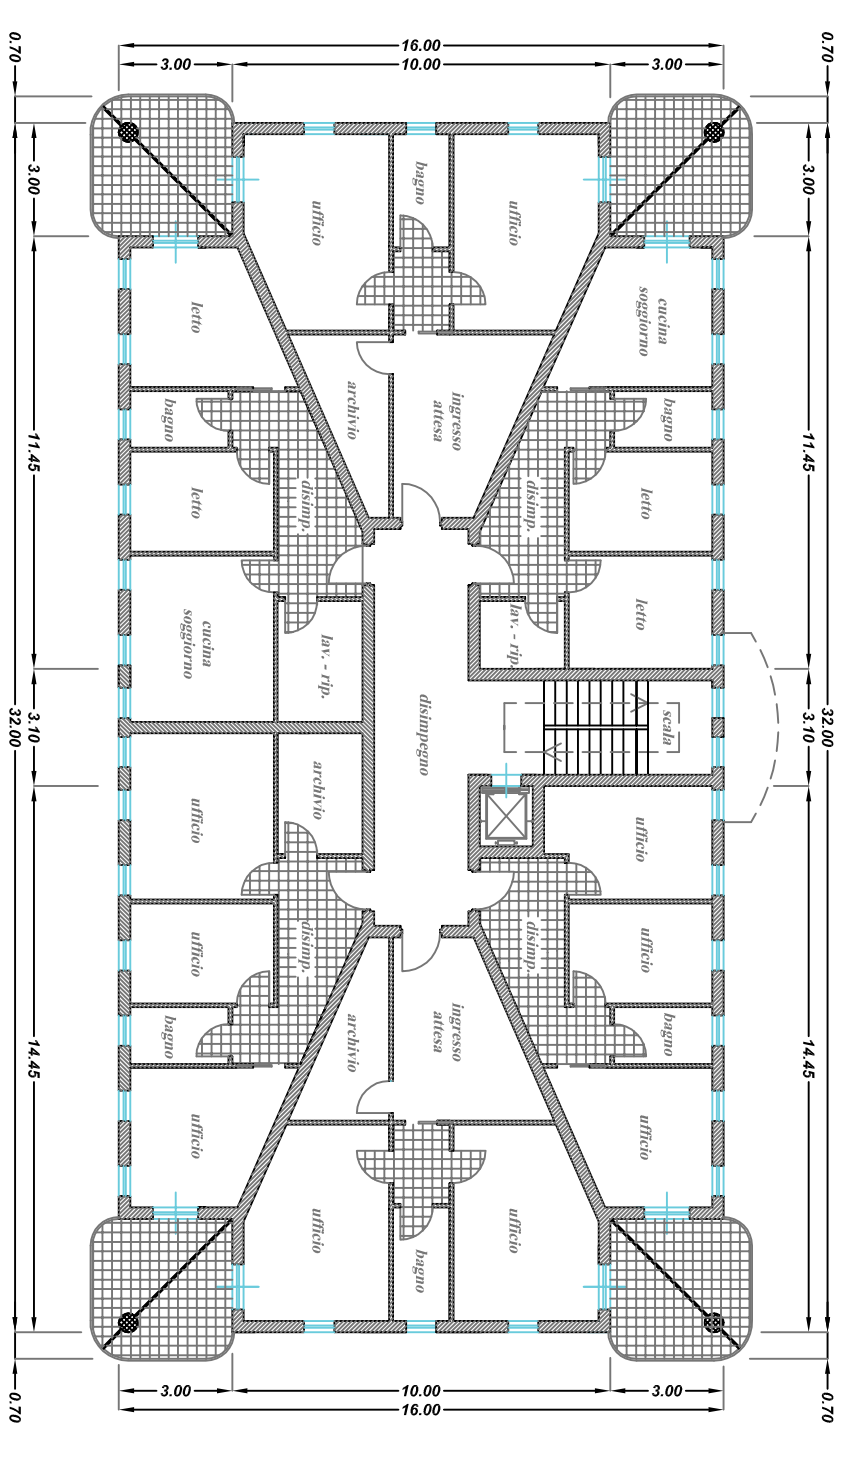 16.00
3.00
10.00
3.00
0.70
0.70
3.00
3.00
bagno
ufficio
ufficio
letto
cucina
soggiorno
archivio
ingresso
attesa
bagno
bagno
11.45
11.45
letto
disimp.
disimp.
letto
cucina
soggiorno
lav. - rip.
lav. - rip.
letto
disimpegno
scala
32.00
3.10
3.10
32.00
ufficio
archivio
ufficio
ufficio
disimp.
disimp.
ufficio
bagno
archivio
ingresso
attesa
bagno
14.45
14.45
ufficio
ufficio
ufficio
ufficio
bagno
0.70
0.70
3.00
10.00
3.00
16.00